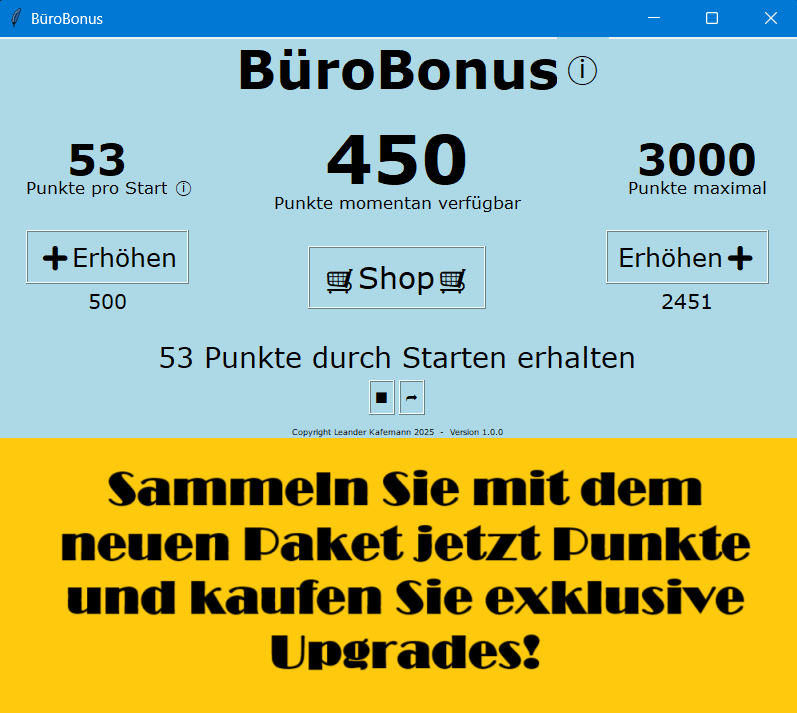 BüroBonus
BüroBonus ⓘ
53 450 3000
Punkte pro Start ⓘ Punkte momentan verfügbar Punkte maximal
➕Erhöhen 🛒Shop🛒 Erhöhen➕
500 2451
53 Punkte durch Starten erhalten
Copyright Leander Kafemann 2025 - Version 1.0.0
Sammeln Sie mit dem
neuen Paket jetzt Punkte
und kaufen Sie exklusive
Upgrades!